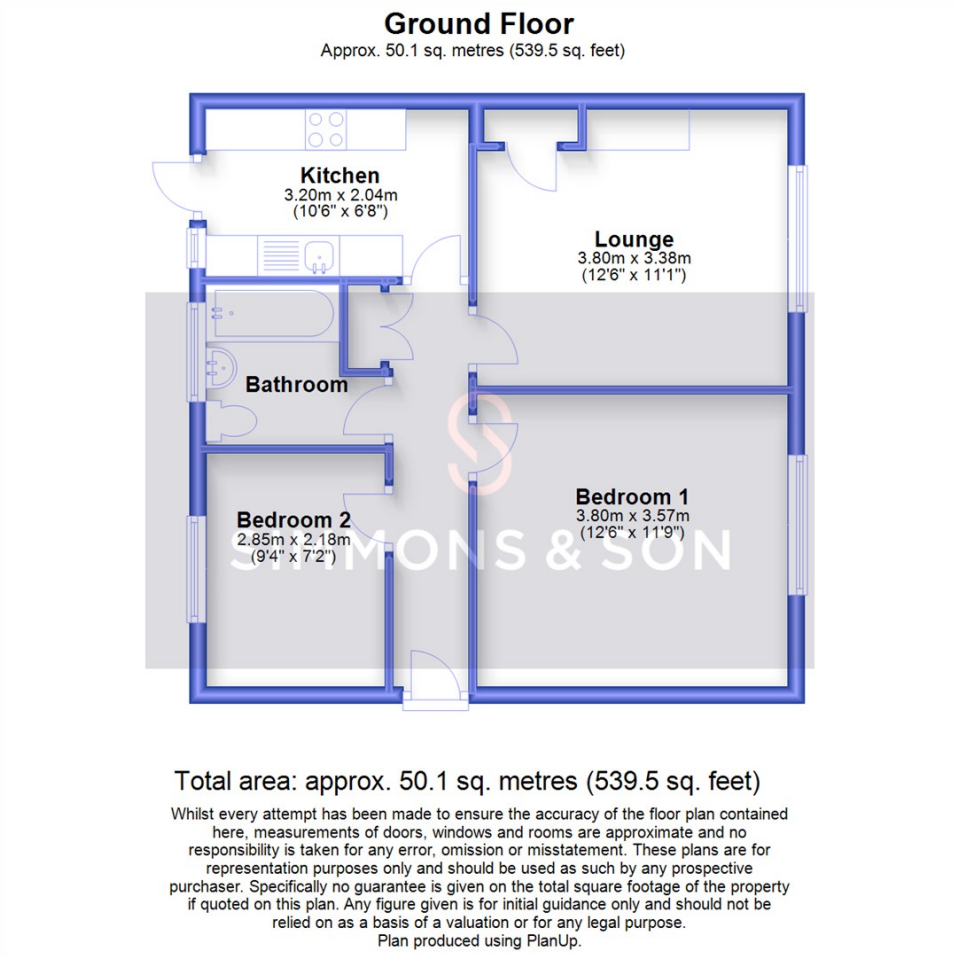 Ground Floor
Approx. 50.1 sq. metres (539.5 sq. feet)
Kitchen
3.20m x 2.04m
(10'6" x 6'8")
Lounge
3.80m x 3.38m
(12'6" x 11'1")
Bathroom
Bedroom 1
3.80m x 3.57m
(12'6" x 11'9")
Bedroom 2
2.85m x 2.18m
(9'4" x 7'2")
SIMMONS & SON
Total area: approx. 50.1 sq. metres (539.5 sq. feet)
Whilst every attempt has been made to ensure the accuracy of the floor plan contained
here, measurements of doors, windows and rooms are approximate and no
responsibility is taken for any error, omission or misstatement. These plans are for
representation purposes only and should be used as such by any prospective
purchaser. Specifically no guarantee is given on the total square footage of the property
if quoted on this plan. Any figure given is for initial guidance only and should not be
relied on as a basis of a valuation or for any legal purpose.
Plan produced using PlanUp.